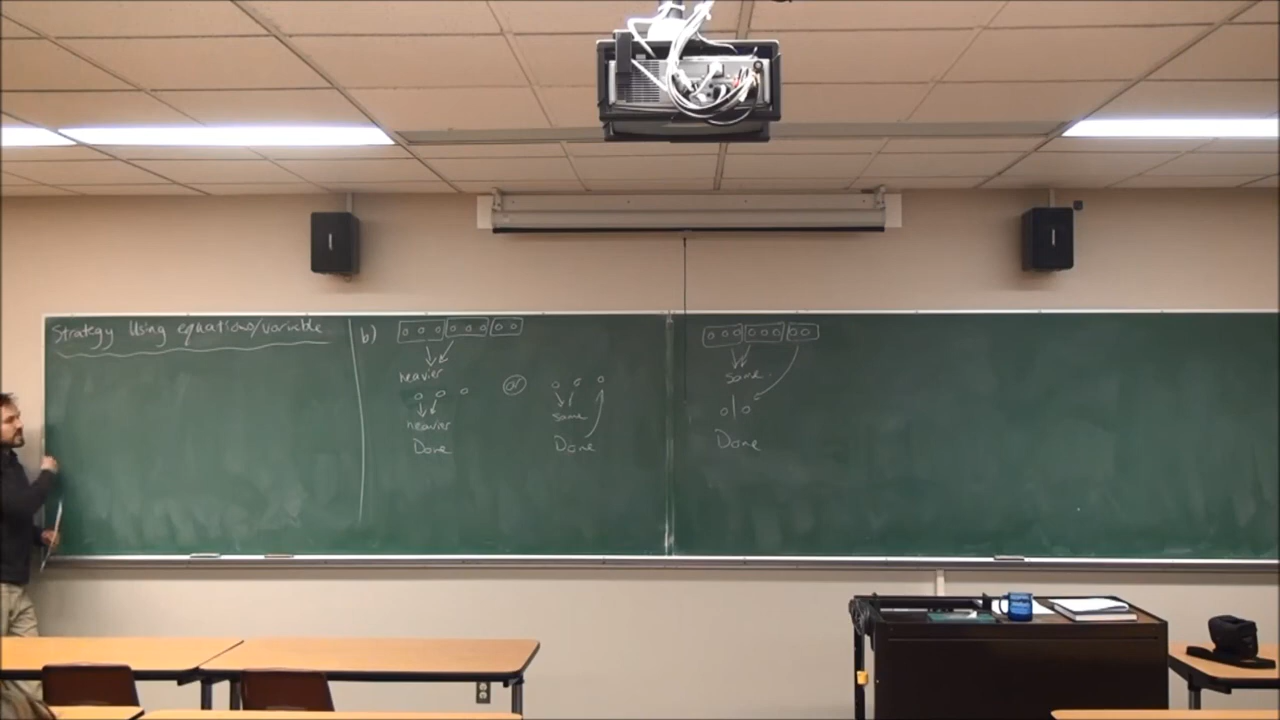 Strategy Using equations/variable
b)
heavier
or
heavier
same
Done
Done
same.
Done